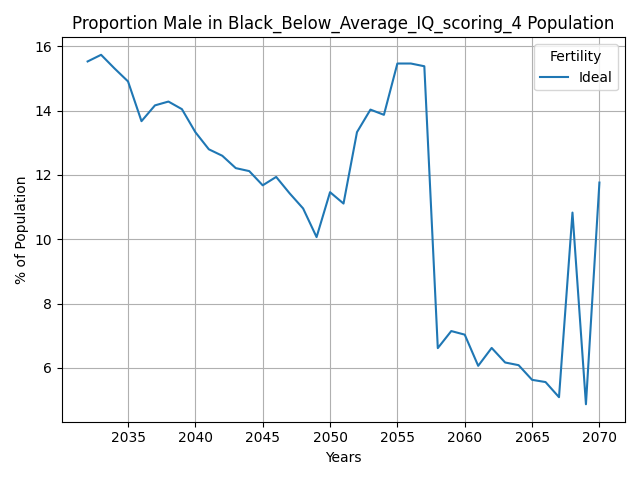 Proportion Male in Black_Below_Average_IQ_scoring_4 Population
Fertility
Ideal
% of Population
16
14
12
10
8
6
2035 2040 2045 2050 2055 2060 2065 2070
Years